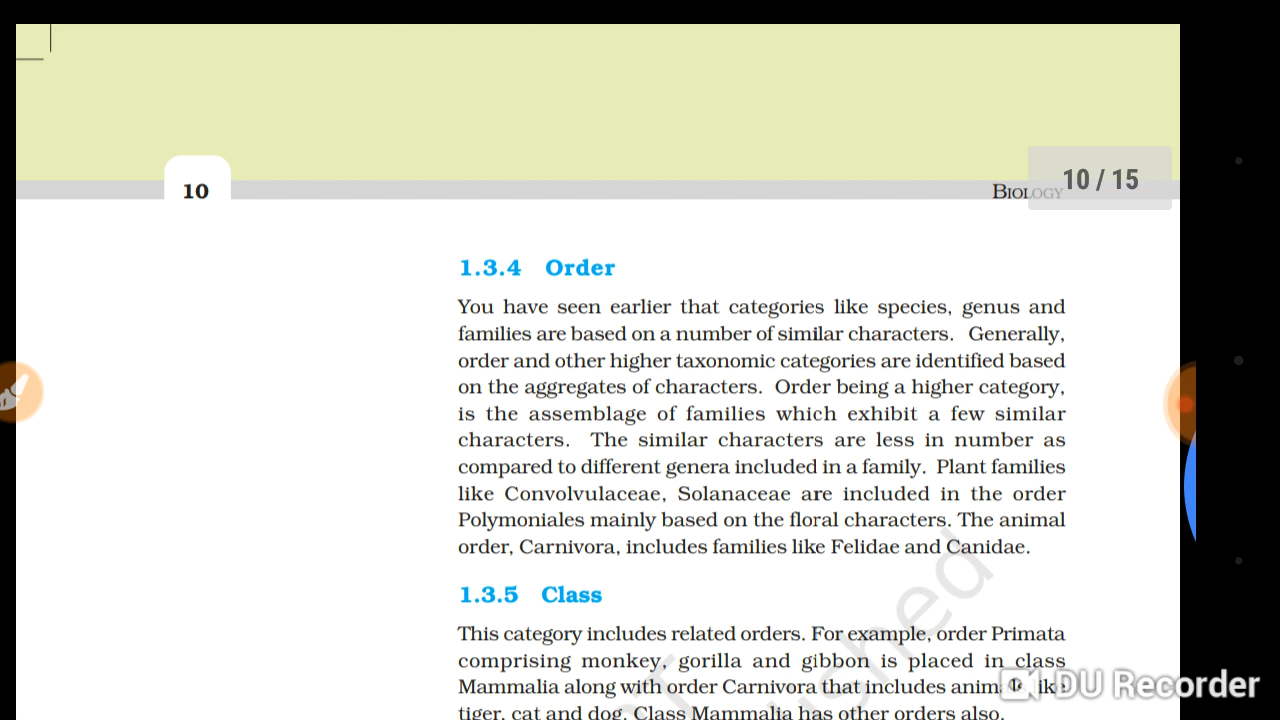 10
BIOLOGY
10 / 15
1.3.4 Order
You have seen earlier that categories like species, genus and
families are based on a number of similar characters. Generally,
order and other higher taxonomic categories are identified based
on the aggregates of characters. Order being a higher category,
is the assemblage of families which exhibit a few similar
characters. The similar characters are less in number as
compared to different genera included in a family. Plant families
like Convolvulaceae, Solanaceae are included in the order
Polymoniales mainly based on the floral characters. The animal
order, Carnivora, includes families like Felidae and Canidae.
1.3.5 Class
This category includes related orders. For example, order Primata
comprising monkey, gorilla and gibbon is placed in class
Mammalia along with order Carnivora that includes animals like
tiger, cat and dog. Class Mammalia has other orders also.
DU Recorder